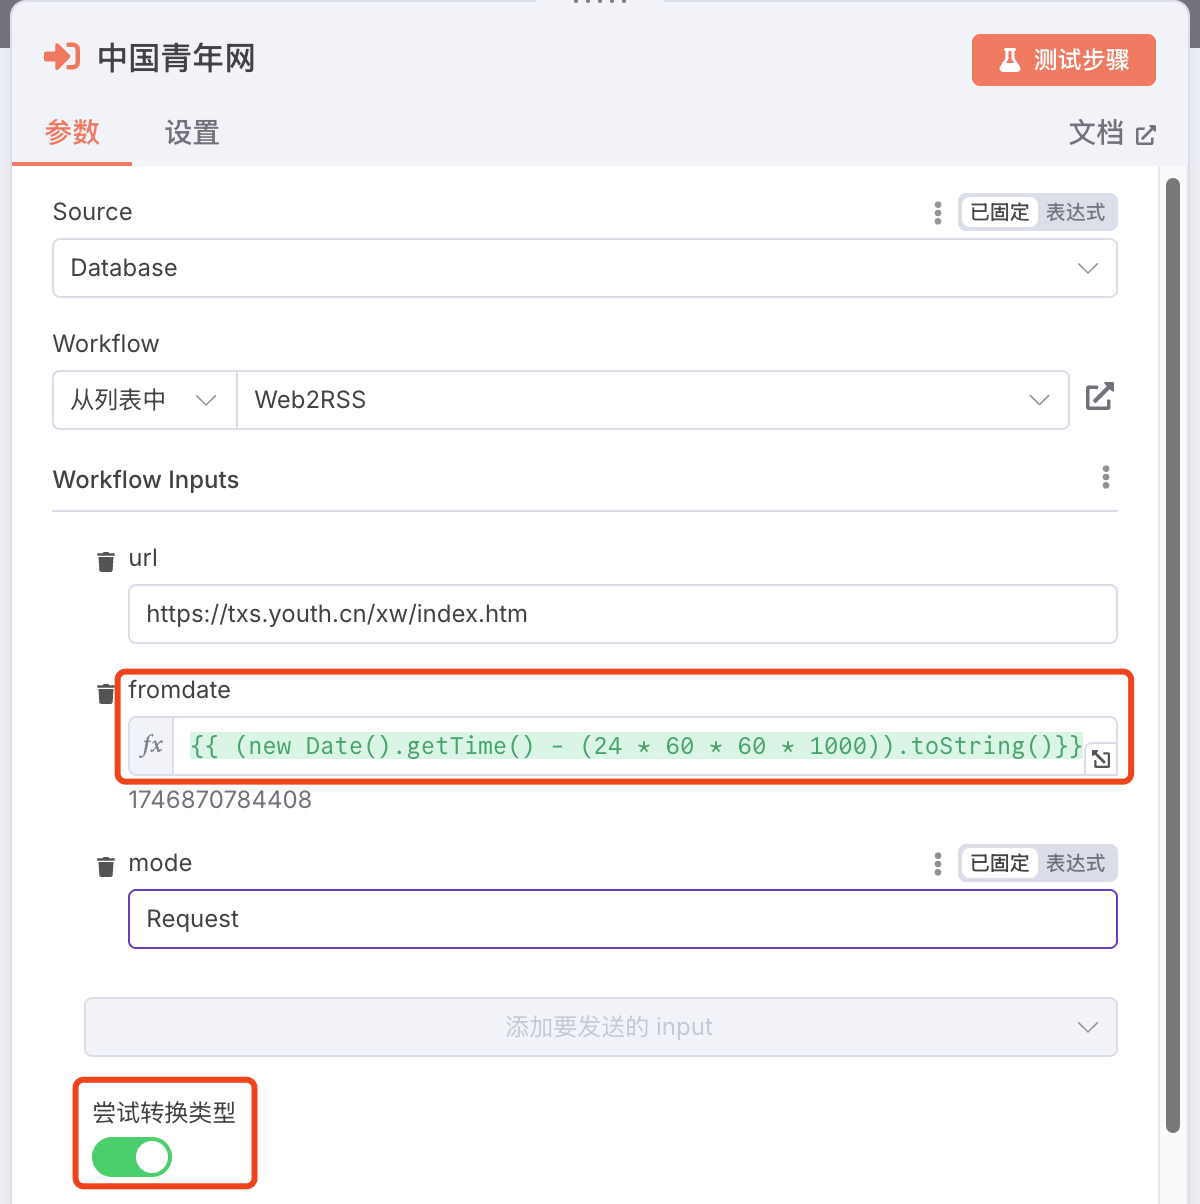 中国青年网
测试步骤
参数
设置
文档
Source
已固定
表达式
Database
Workflow
从列表中
Web2RSS
Workflow Inputs
url
https://txs.youth.cn/xw/index.htm
fromdate
fx
{{ (new Date().getTime() - (24 * 60 * 60 * 1000)).toString()}}
1746870784408
mode
已固定
表达式
Request
添加要发送的 input
尝试转换类型